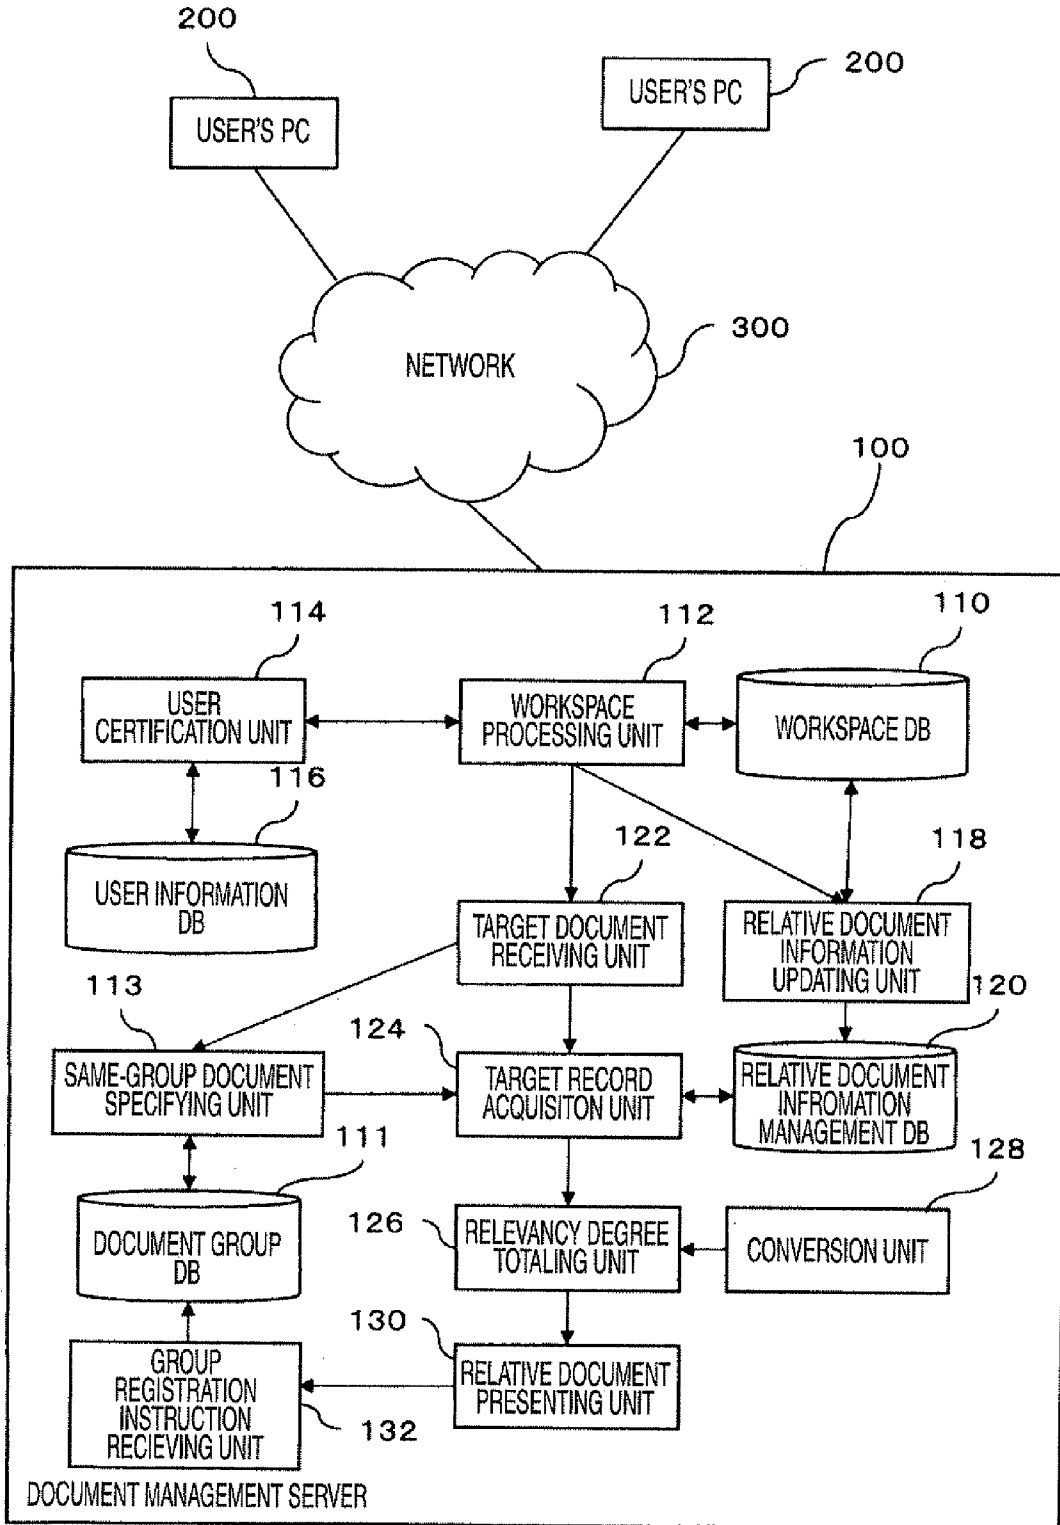 200
200
USER'S PC
USER'S PC
300
NETWORK
100
114
112
110
USER
CERTIFICATION UNIT
WORKSPACE
PROCESSING UNIT
WORKSPACE DB
116
122
118
USER INFORMATION
DB
TARGET DOCUMENT
RECEIVING UNIT
RELATIVE DOCUMENT
INFORMATION
UPDATING UNIT
113
124
120
SAME-GROUP DOCUMENT
SPECIFYING UNIT
TARGET RECORD
ACQUISITON UNIT
RELATIVE DOCUMENT
INFROMATION
MANAGEMENT DB
111
128
DOCUMENT GROUP
DB
126
RELEVANCY DEGREE
TOTALING UNIT
CONVERSION UNIT
130
GROUP
REGISTRATION
INSTRUCTION
RECIEVING UNIT
132
RELATIVE DOCUMENT
PRESENTING UNIT
DOCUMENT MANAGEMENT SERVER